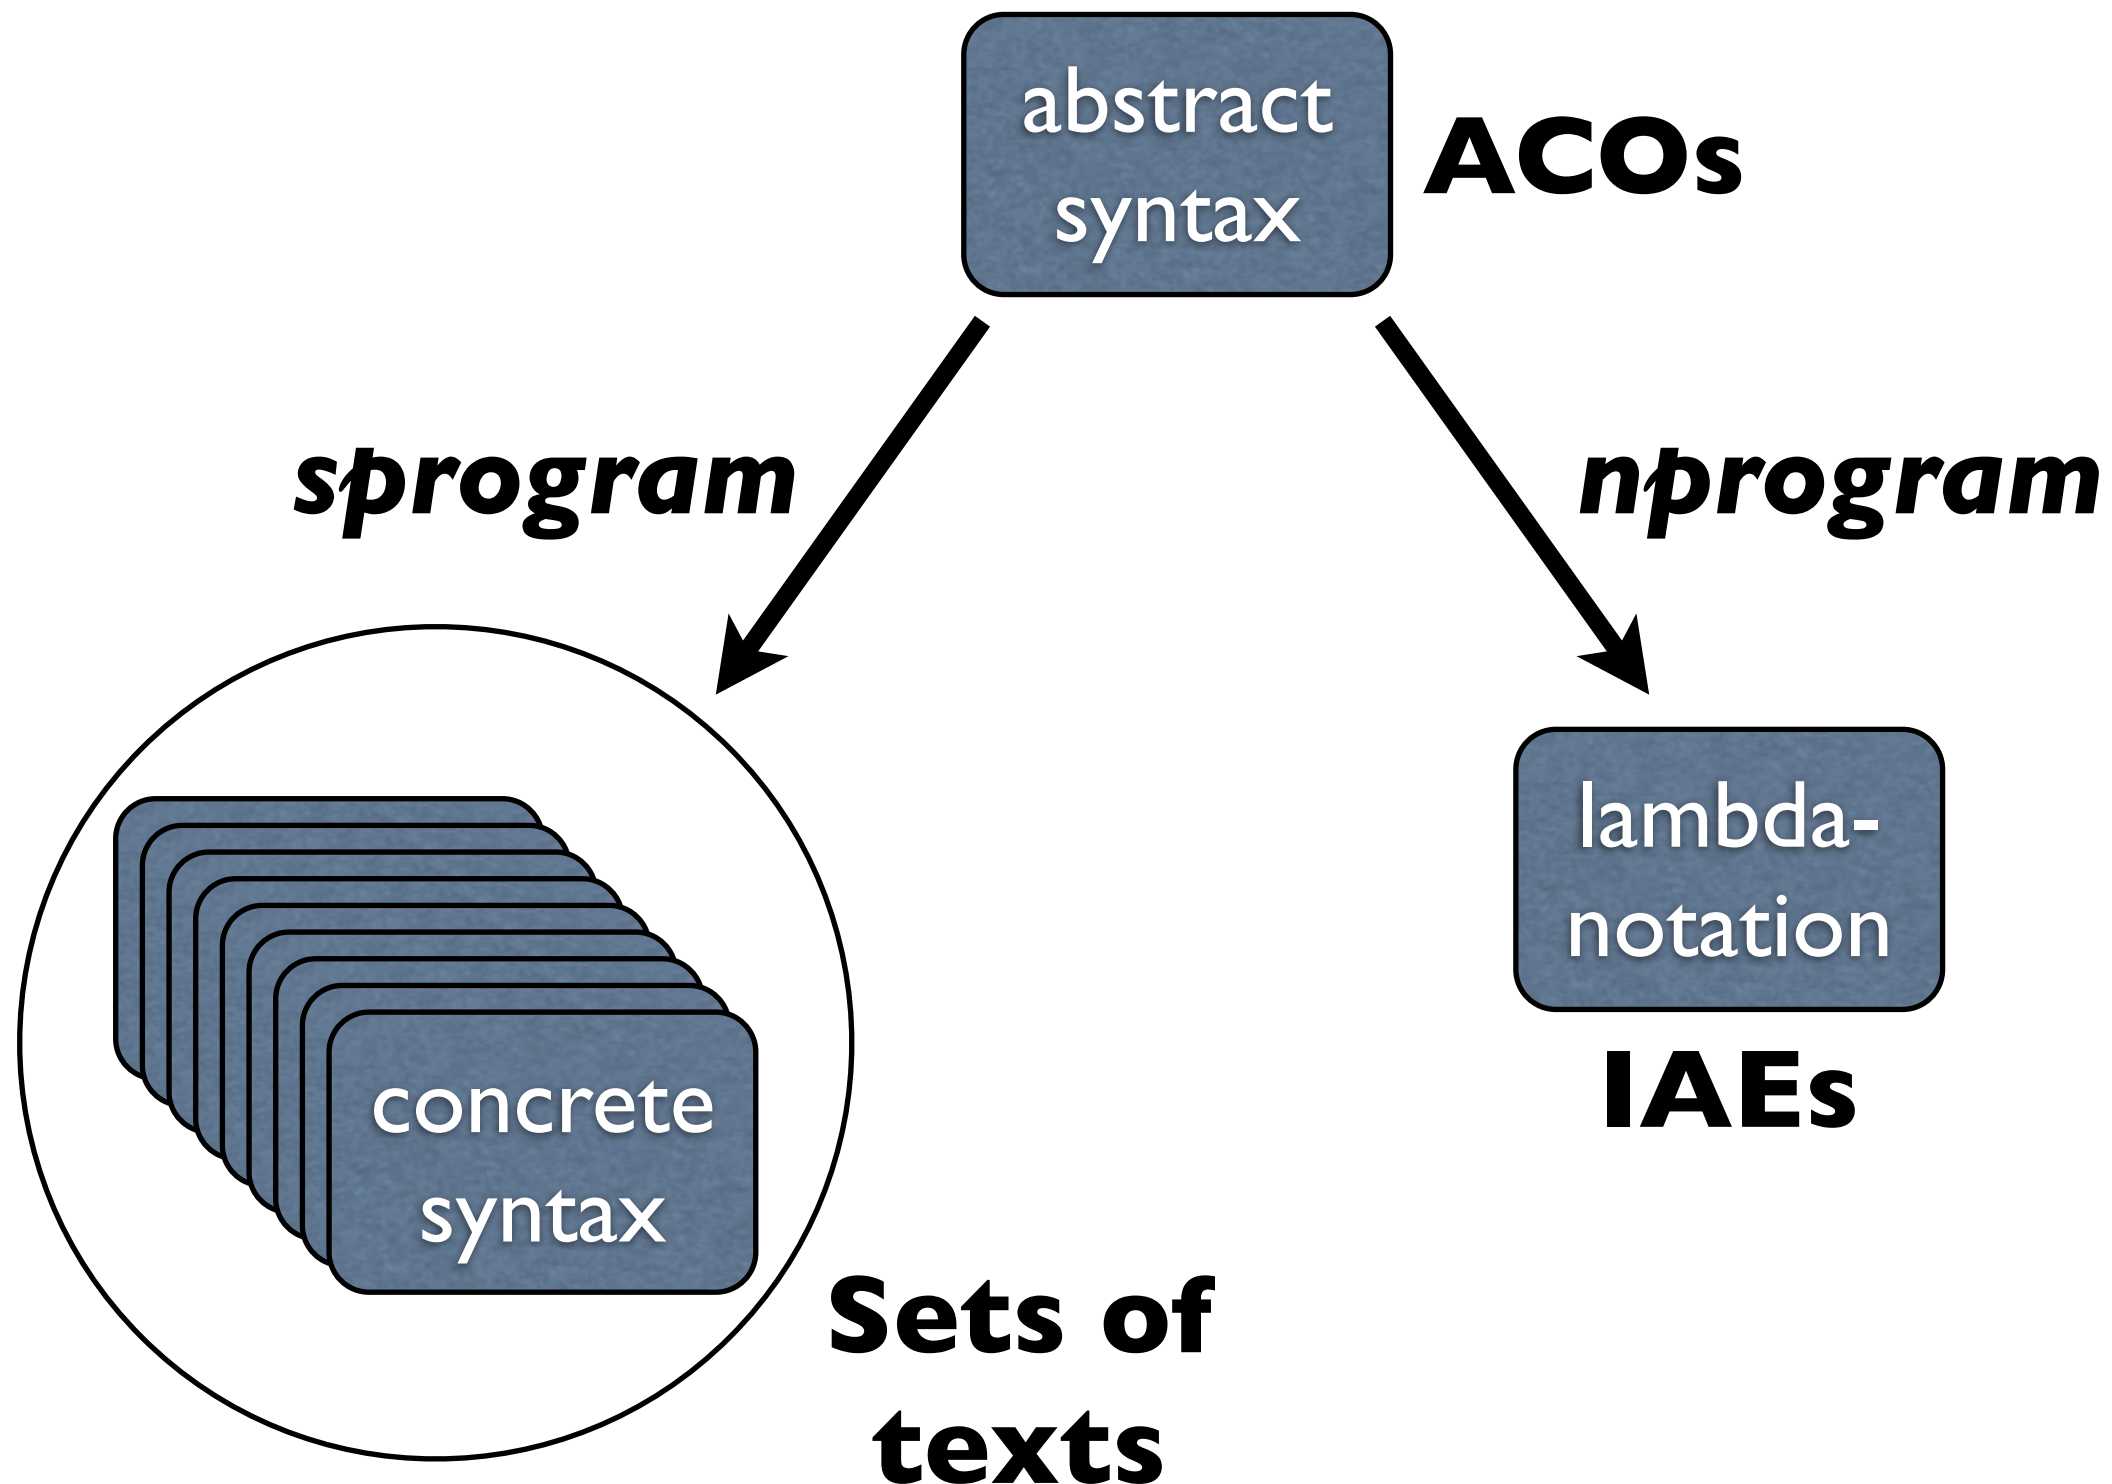 abstract
syntax
ACOs
sprogram
nprogram
lambda-
notation
IAEs
concrete
syntax
Sets of
texts